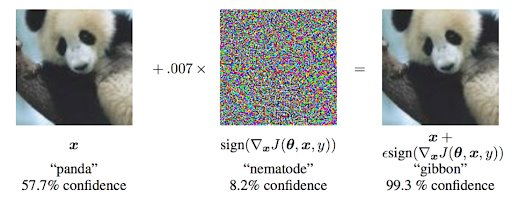 + .007 ×
=
x
sign(∇ₓJ(θ, x, y))
x +
ϵsign(∇ₓJ(θ, x, y))
“panda”
“nematode”
“gibbon”
57.7% confidence
8.2% confidence
99.3 % confidence